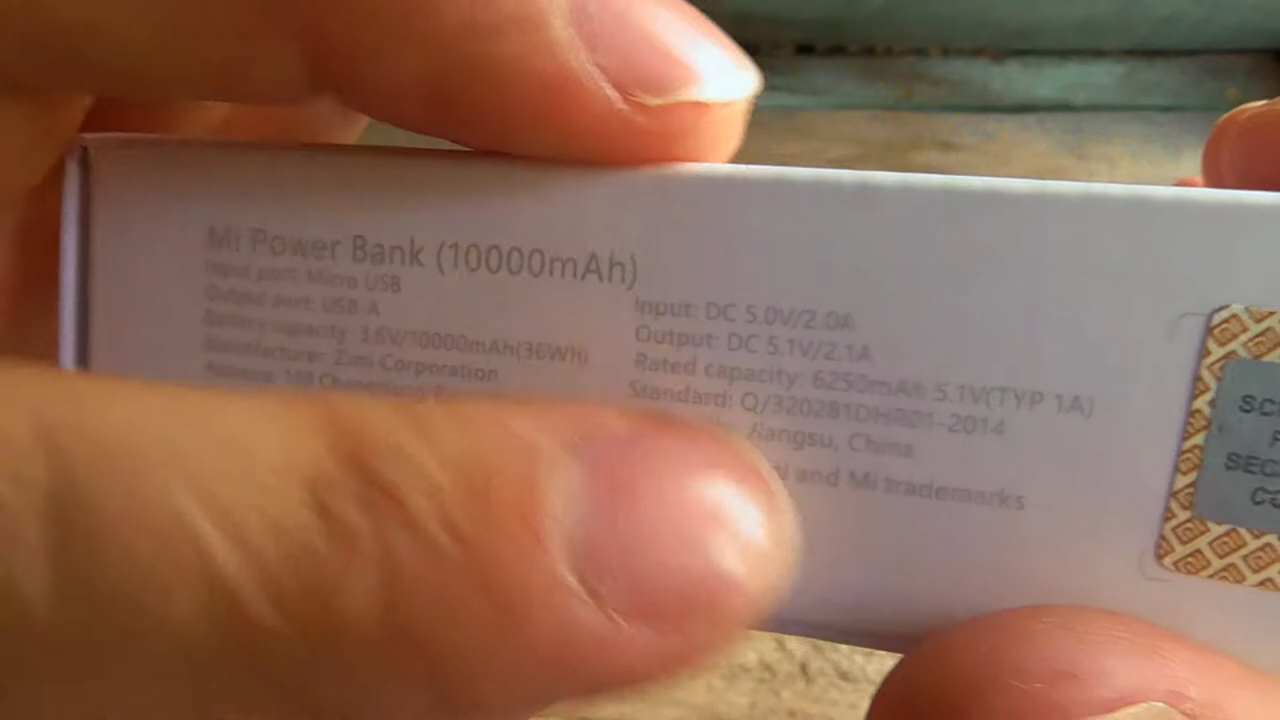 Mi Power Bank (10000mAh)
Input port: Micro USB
Output port: USB-A
Battery capacity: 3.6V/10000mAh(36Wh)
Manufacturer: Zimi Corporation
Input: DC 5.0V/2.0A
Output: DC 5.1V/2.1A
Rated capacity: 6250mAh 5.1V(TYP 1A)
Standard: Q/320281DHR01-2014
Jiangsu, China
and Mi trademarks
SC
SEC